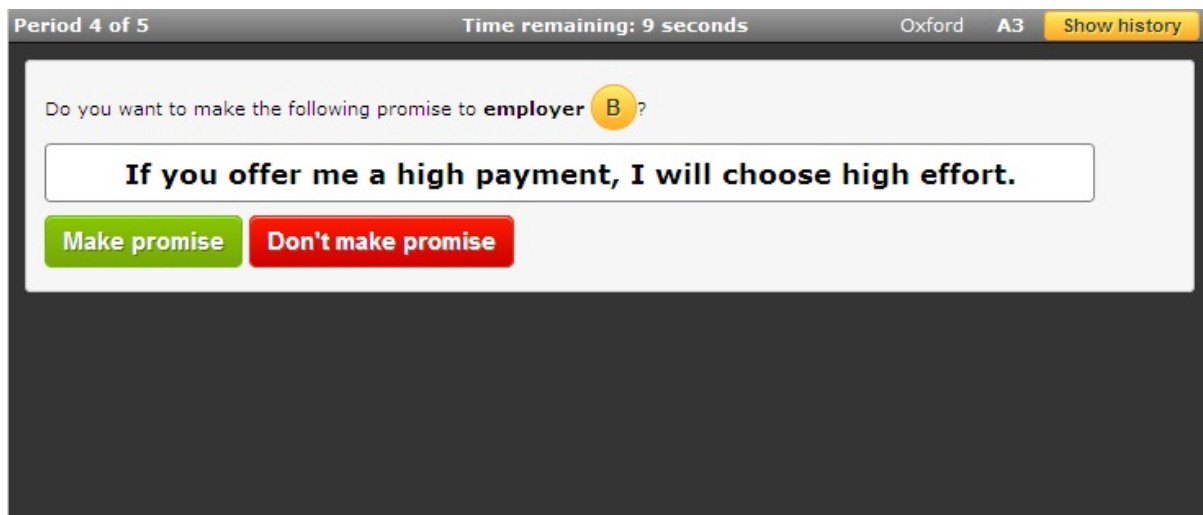 Period 4 of 5 Time remaining: 9 seconds Oxford A3 Show history
Do you want to make the following promise to employer B ?
If you offer me a high payment, I will choose high effort.
Make promise Don't make promise